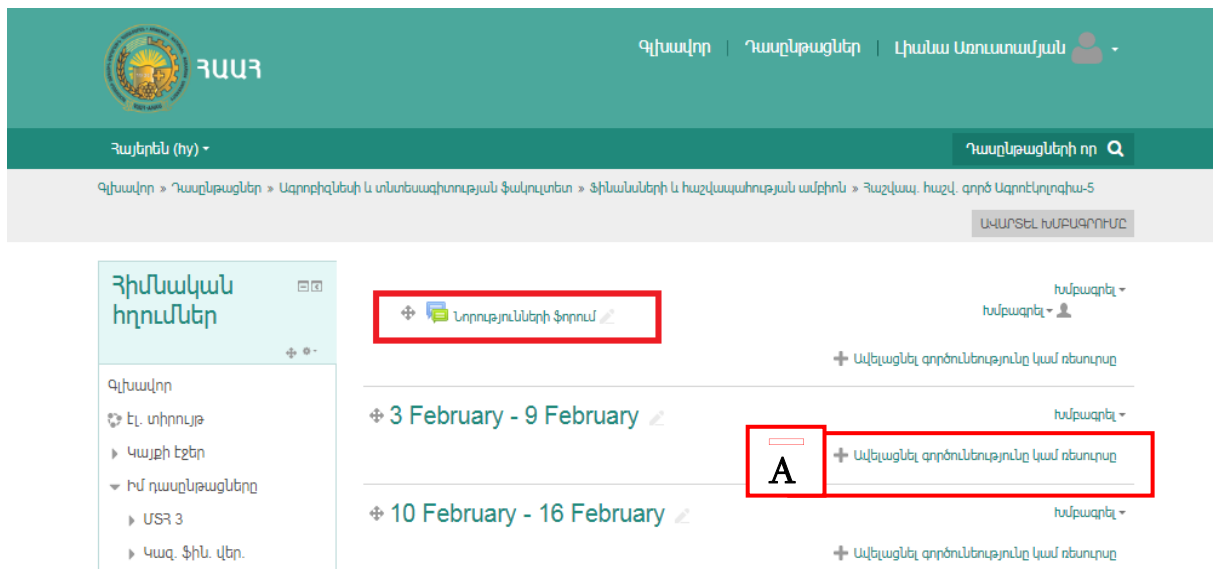 ՀԱԱՀ
Գլխավոր Դասընթացներ Լիանա Առուստամյան
Հայերեն (hy)
Դասընթացների որ
Գլխավոր » Դասընթացներ » Ագրոբիզնեսի և տնտեսագիտության ֆակուլտետ » Ֆինանսների և հաշվապահության ամբիոն » Հաշվապ. հաշվ. գործ Ագրոէկոլոգիա-5
ԱՎԱՐՏԵԼ ԽՄԲԱԳՐՈՒՄԸ
Հիմնական
հղումներ
Գլխավոր
Էլ. տիրույթ
Կայքի էջեր
Իմ դասընթացները
ՄՏՀ 3
Կազ. ֆին. վեր.
Խմբագրել
Նորությունների ֆորում
Խմբագրել
Ավելացնել գործունեությունը կամ ռեսուրսը
3 February - 9 February
Խմբագրել
A
Ավելացնել գործունեությունը կամ ռեսուրսը
10 February - 16 February
Խմբագրել
Ավելացնել գործունեությունը կամ ռեսուրսը